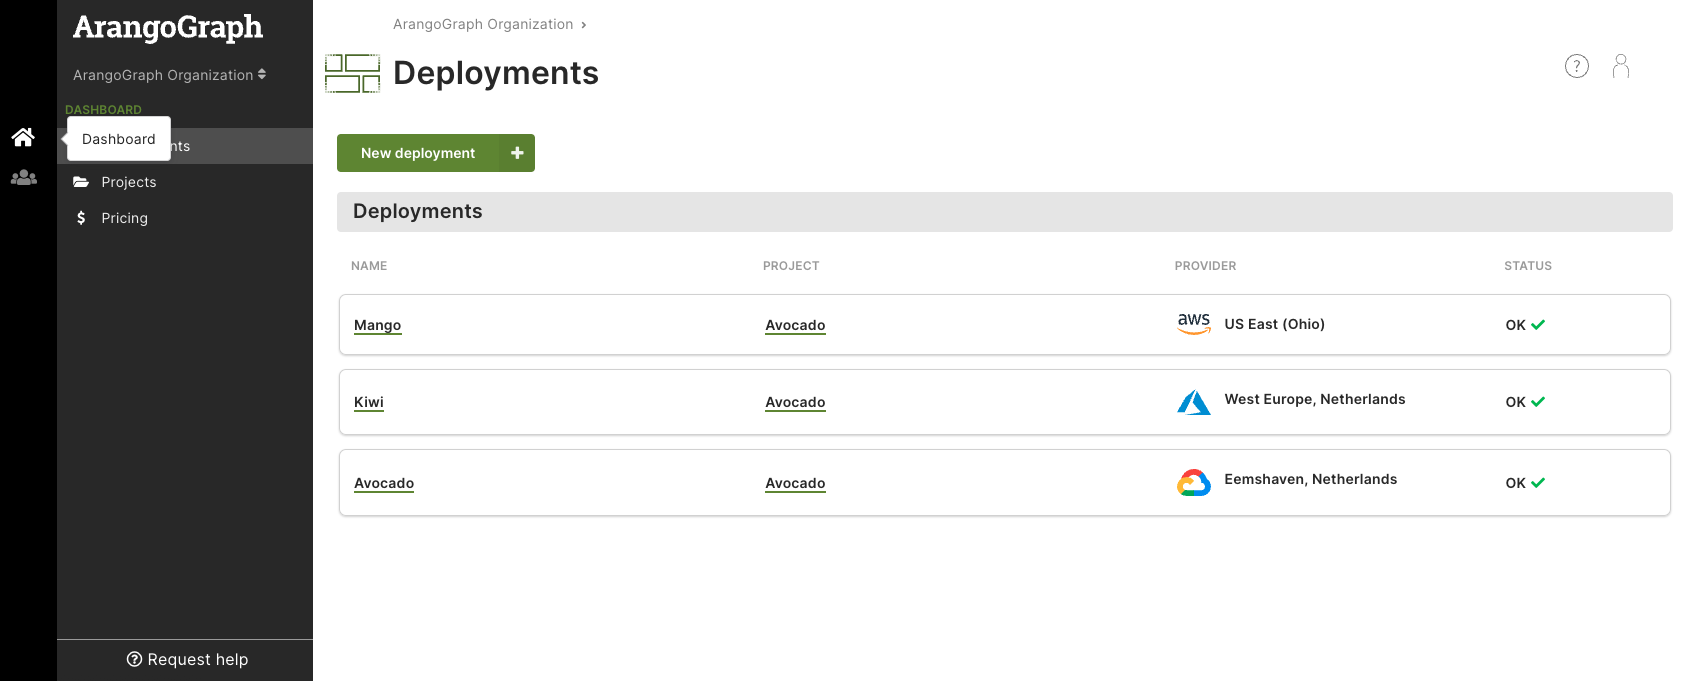 ArangoGraph
ArangoGraph Organization
DASHBOARD
Dashboard
nts
Projects
Pricing
Request help
ArangoGraph Organization ›
Deployments
?
New deployment +
Deployments
NAME PROJECT PROVIDER STATUS
Mango Avocado aws US East (Ohio) OK
Kiwi Avocado West Europe, Netherlands OK
Avocado Avocado Eemshaven, Netherlands OK